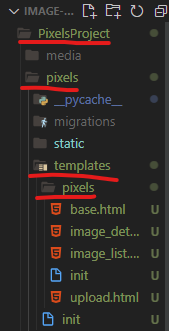 IMAGE-...
PixelsProject
media
pixels
__pycache__
migrations
static
templates
pixels
base.html U
image_det... U
image_list.... U
init U
upload.html U
init U